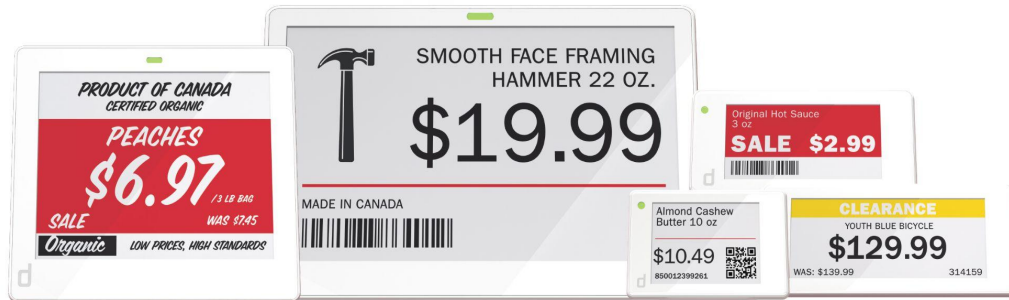 PRODUCT OF CANADA
CERTIFIED ORGANIC
PEACHES
$6.97 /3 LB BAG
SALE WAS $7.45
Organic LOW PRICES, HIGH STANDARDS
d
SMOOTH FACE FRAMING
HAMMER 22 OZ.
$19.99
MADE IN CANADA
Original Hot Sauce
3 oz
SALE $2.99
d
Almond Cashew
Butter 10 oz
$10.49
850012399261
d
CLEARANCE
YOUTH BLUE BICYCLE
$129.99
WAS: $139.99 314159